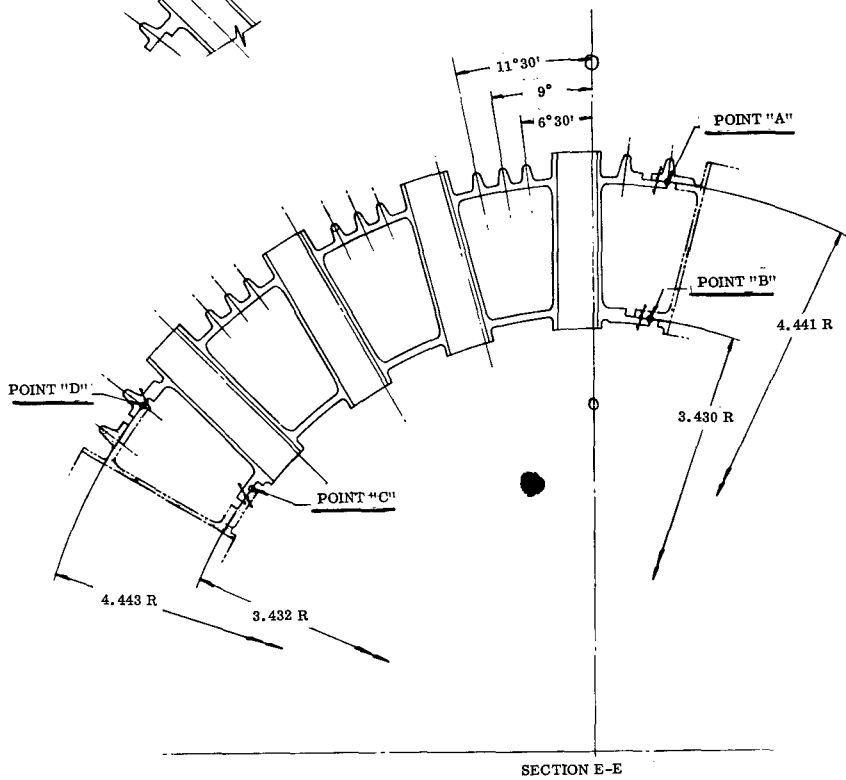 11°30'
9°
6°30'
POINT "A"
POINT "B"
4.441 R
3.430 R
POINT "D"
POINT "C"
4.443 R
3.432 R
SECTION E-E